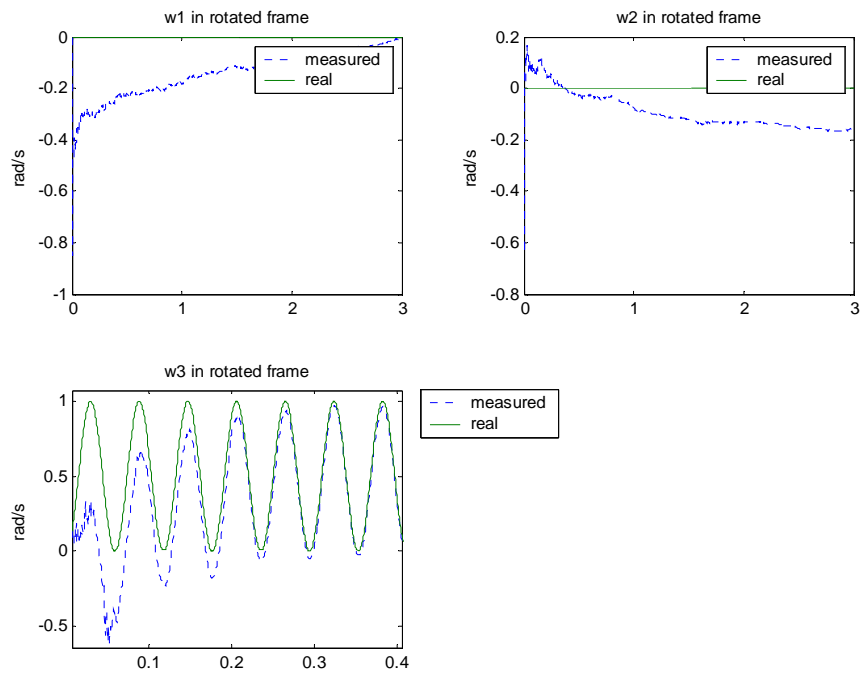 w1 in rotated frame
0
-0.2
-0.4
-0.6
-0.8
-1
rad/s
measured
real
0
1
2
3
w2 in rotated frame
0.2
0
-0.2
-0.4
-0.6
-0.8
rad/s
measured
real
0
1
2
3
w3 in rotated frame
1
0.5
0
-0.5
rad/s
0.1
0.2
0.3
0.4
measured
real